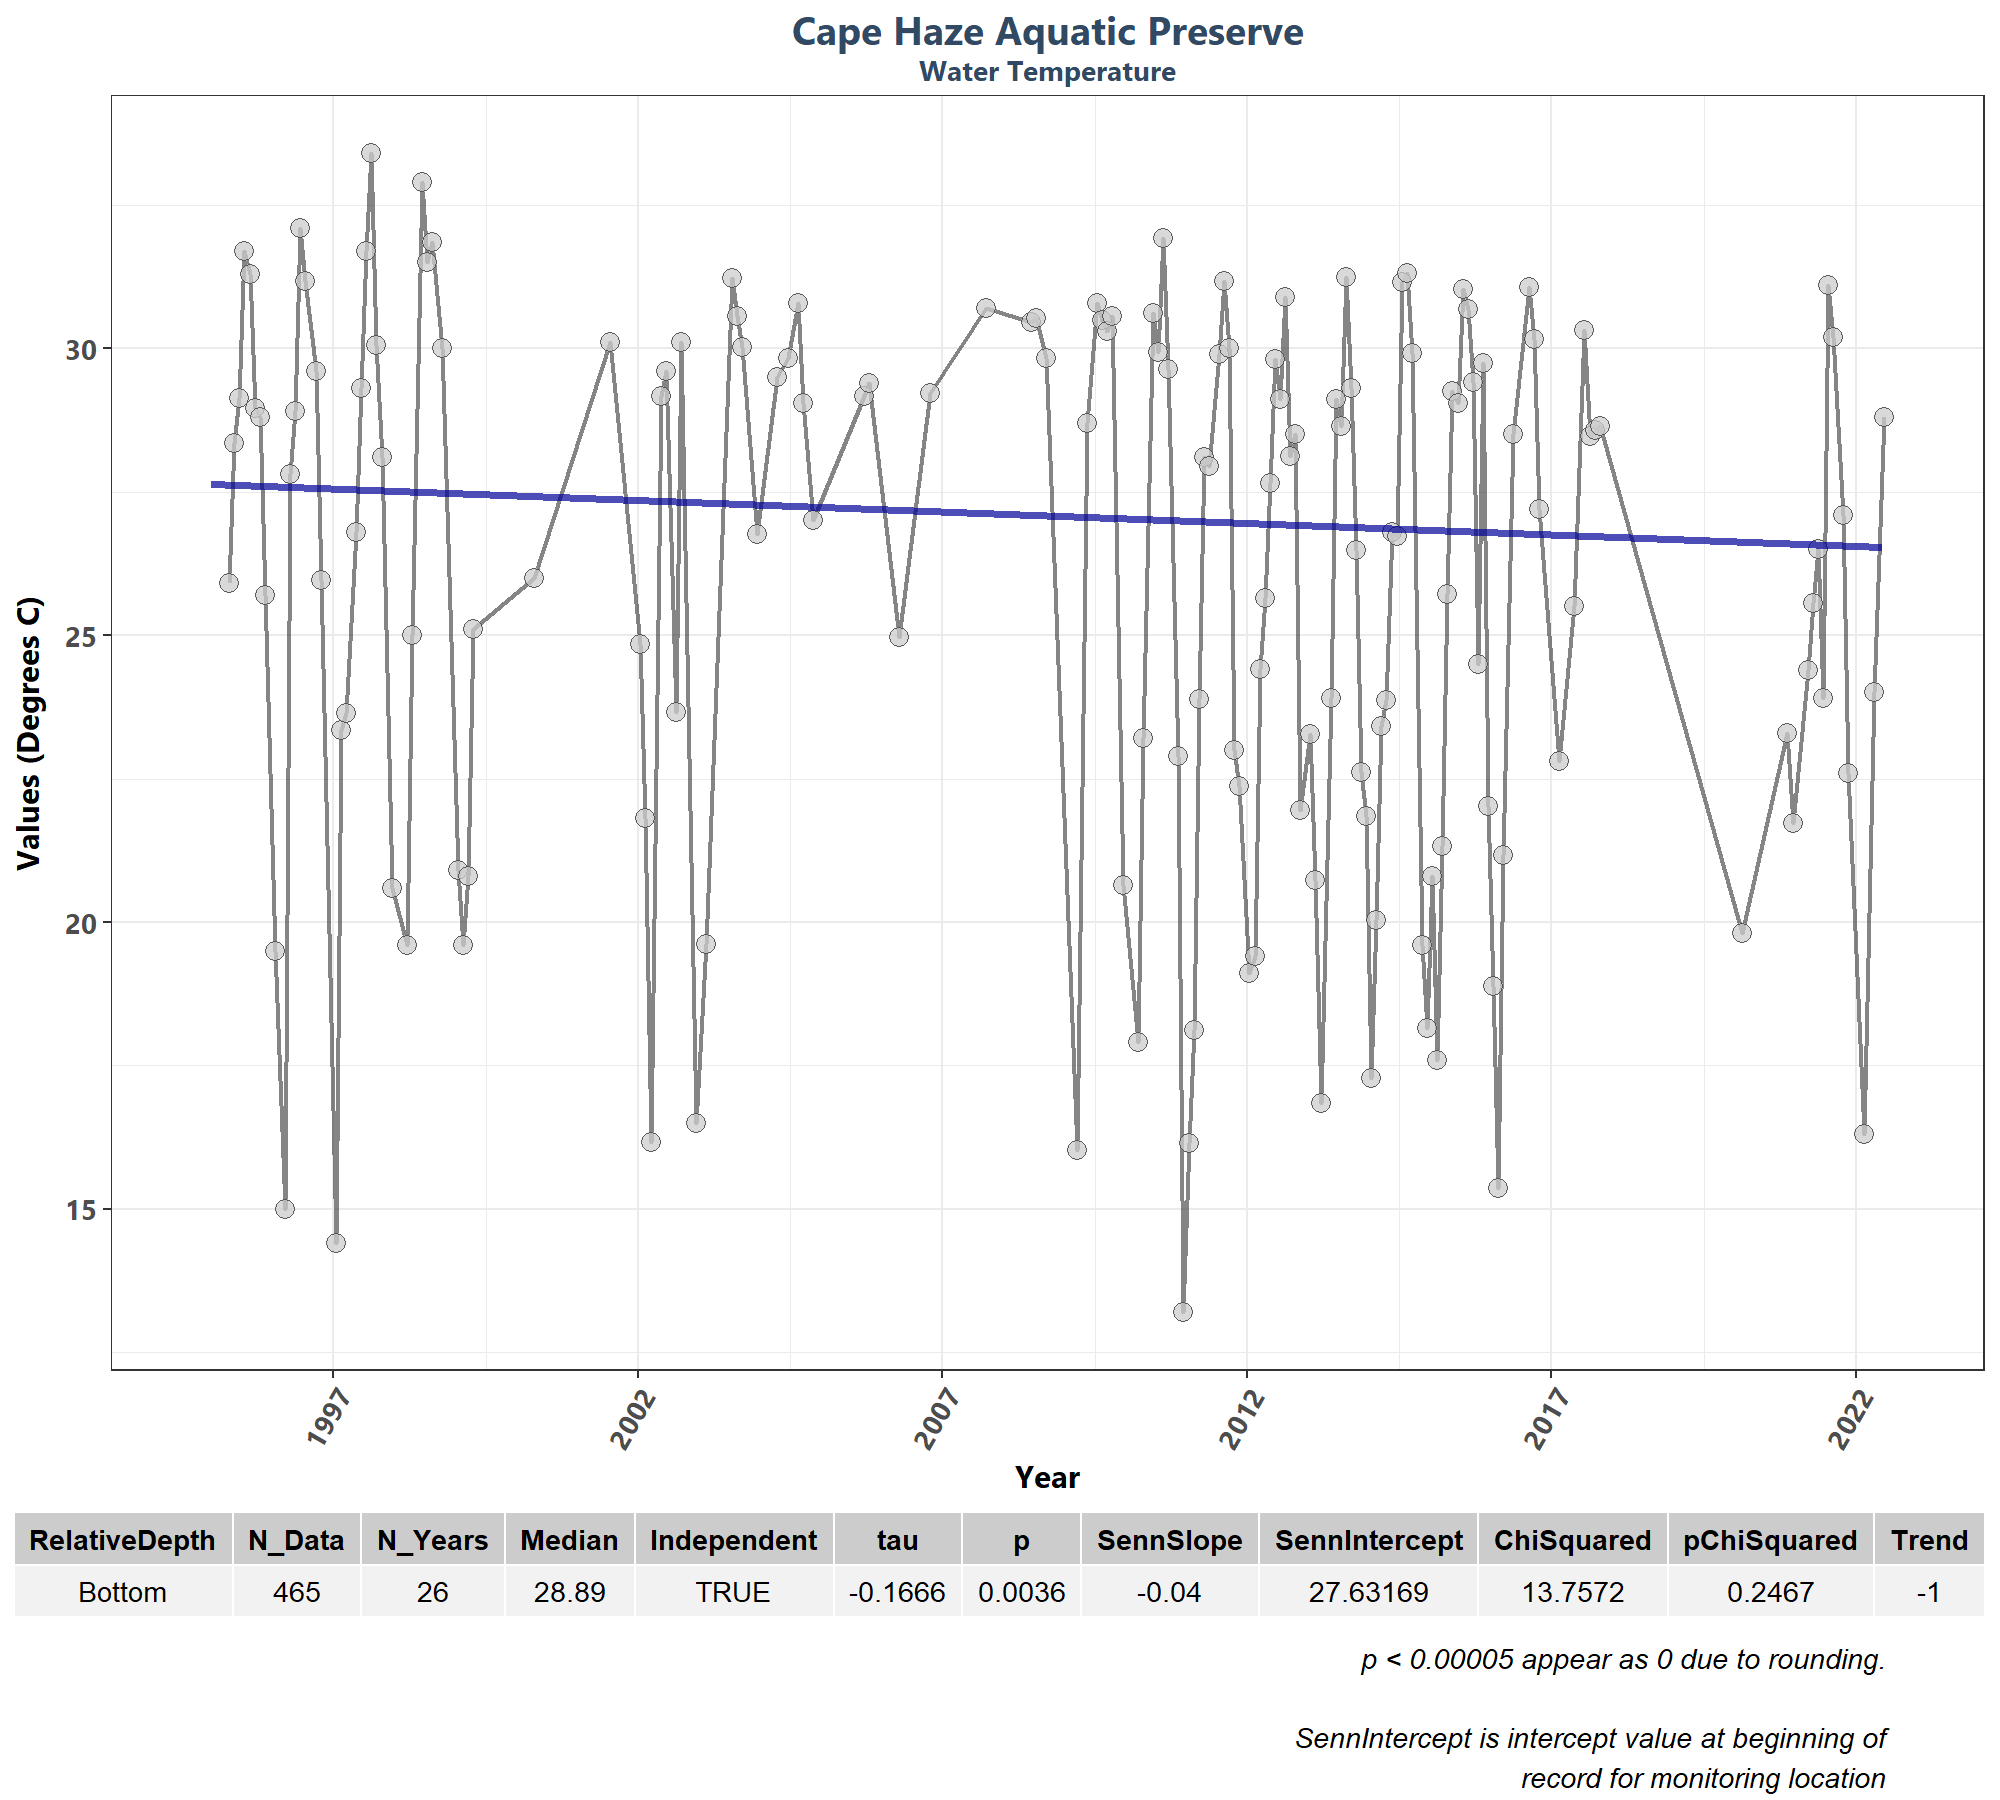 Cape Haze Aquatic Preserve
Water Temperature
Values (Degrees C)
30
25
20
15
1997
2002
2007
2012
2017
2022
Year
RelativeDepth N_Data N_Years Median Independent tau p SennSlope SennIntercept ChiSquared pChiSquared Trend
Bottom 465 26 28.89 TRUE -0.1666 0.0036 -0.04 27.63169 13.7572 0.2467 -1
p < 0.00005 appear as 0 due to rounding.
SennIntercept is intercept value at beginning of
record for monitoring location